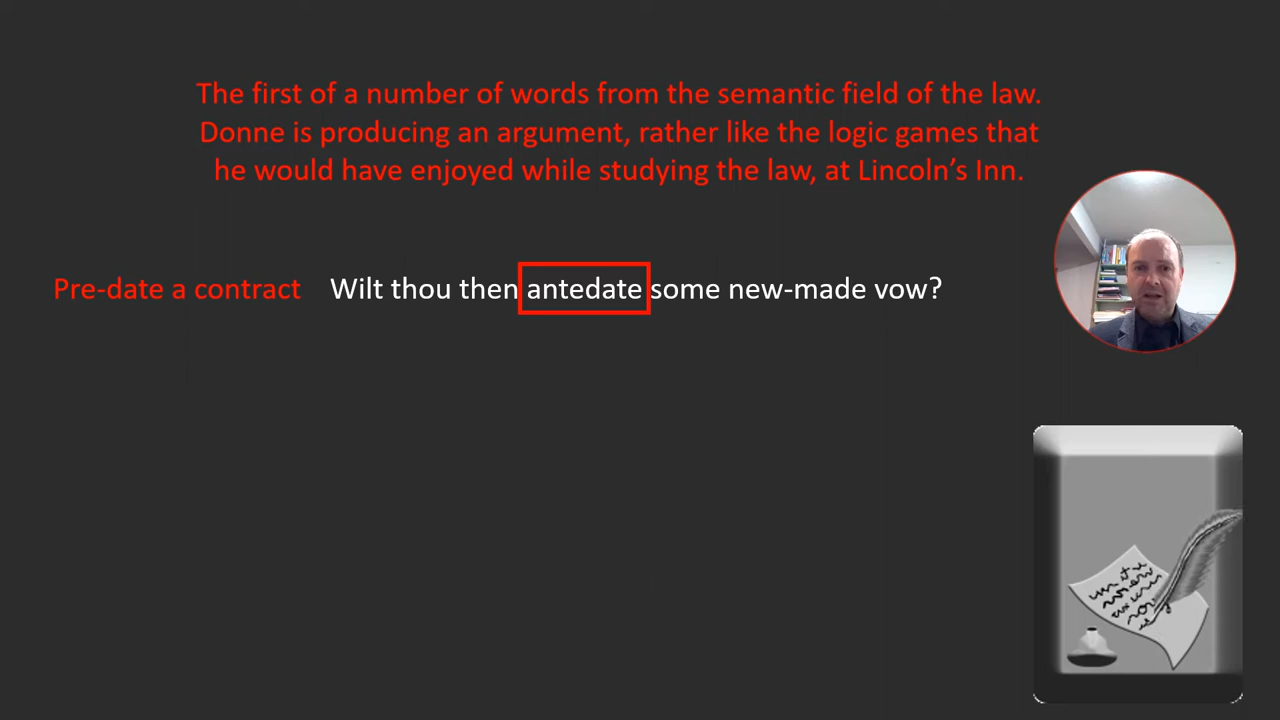 The first of a number of words from the semantic field of the law.
Donne is producing an argument, rather like the logic games that
he would have enjoyed while studying the law, at Lincoln’s Inn.
Pre-date a contract Wilt thou then antedate some new-made vow?